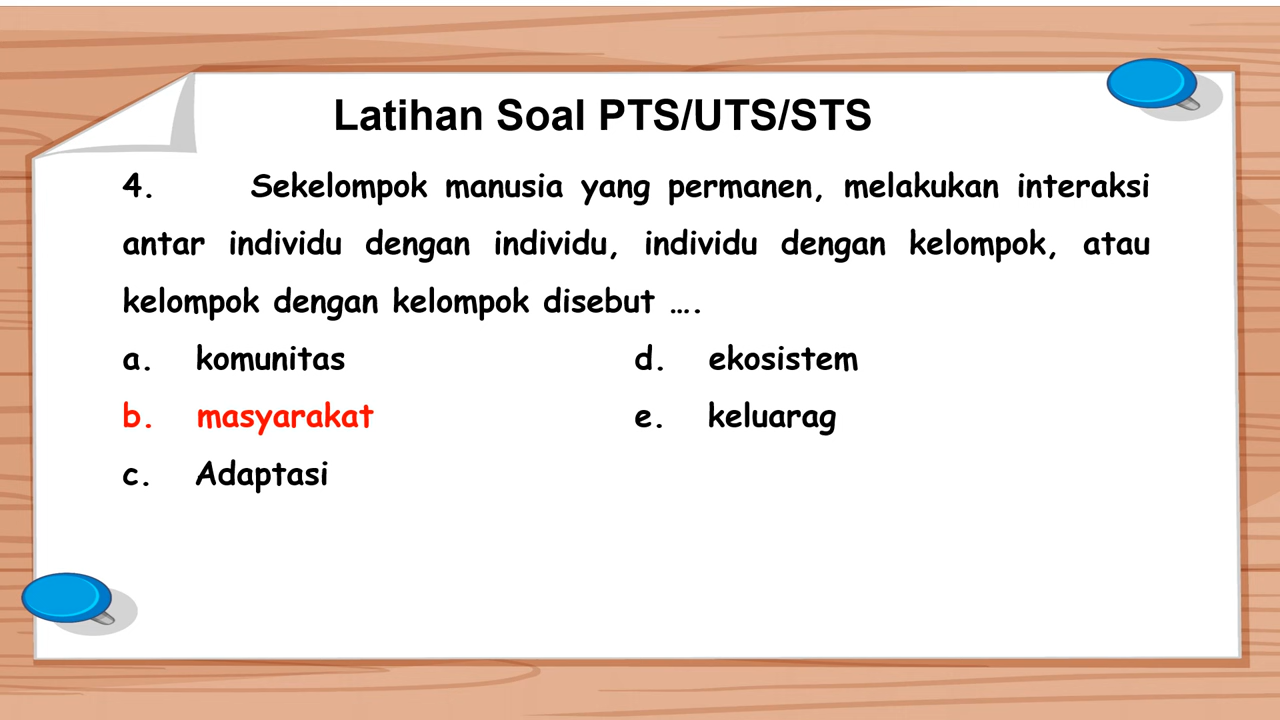 Latihan Soal PTS/UTS/STS
4. Sekelompok manusia yang permanen, melakukan interaksi
antar individu dengan individu, individu dengan kelompok, atau
kelompok dengan kelompok disebut ….
a. komunitas d. ekosistem
b. masyarakat e. keluarag
c. Adaptasi